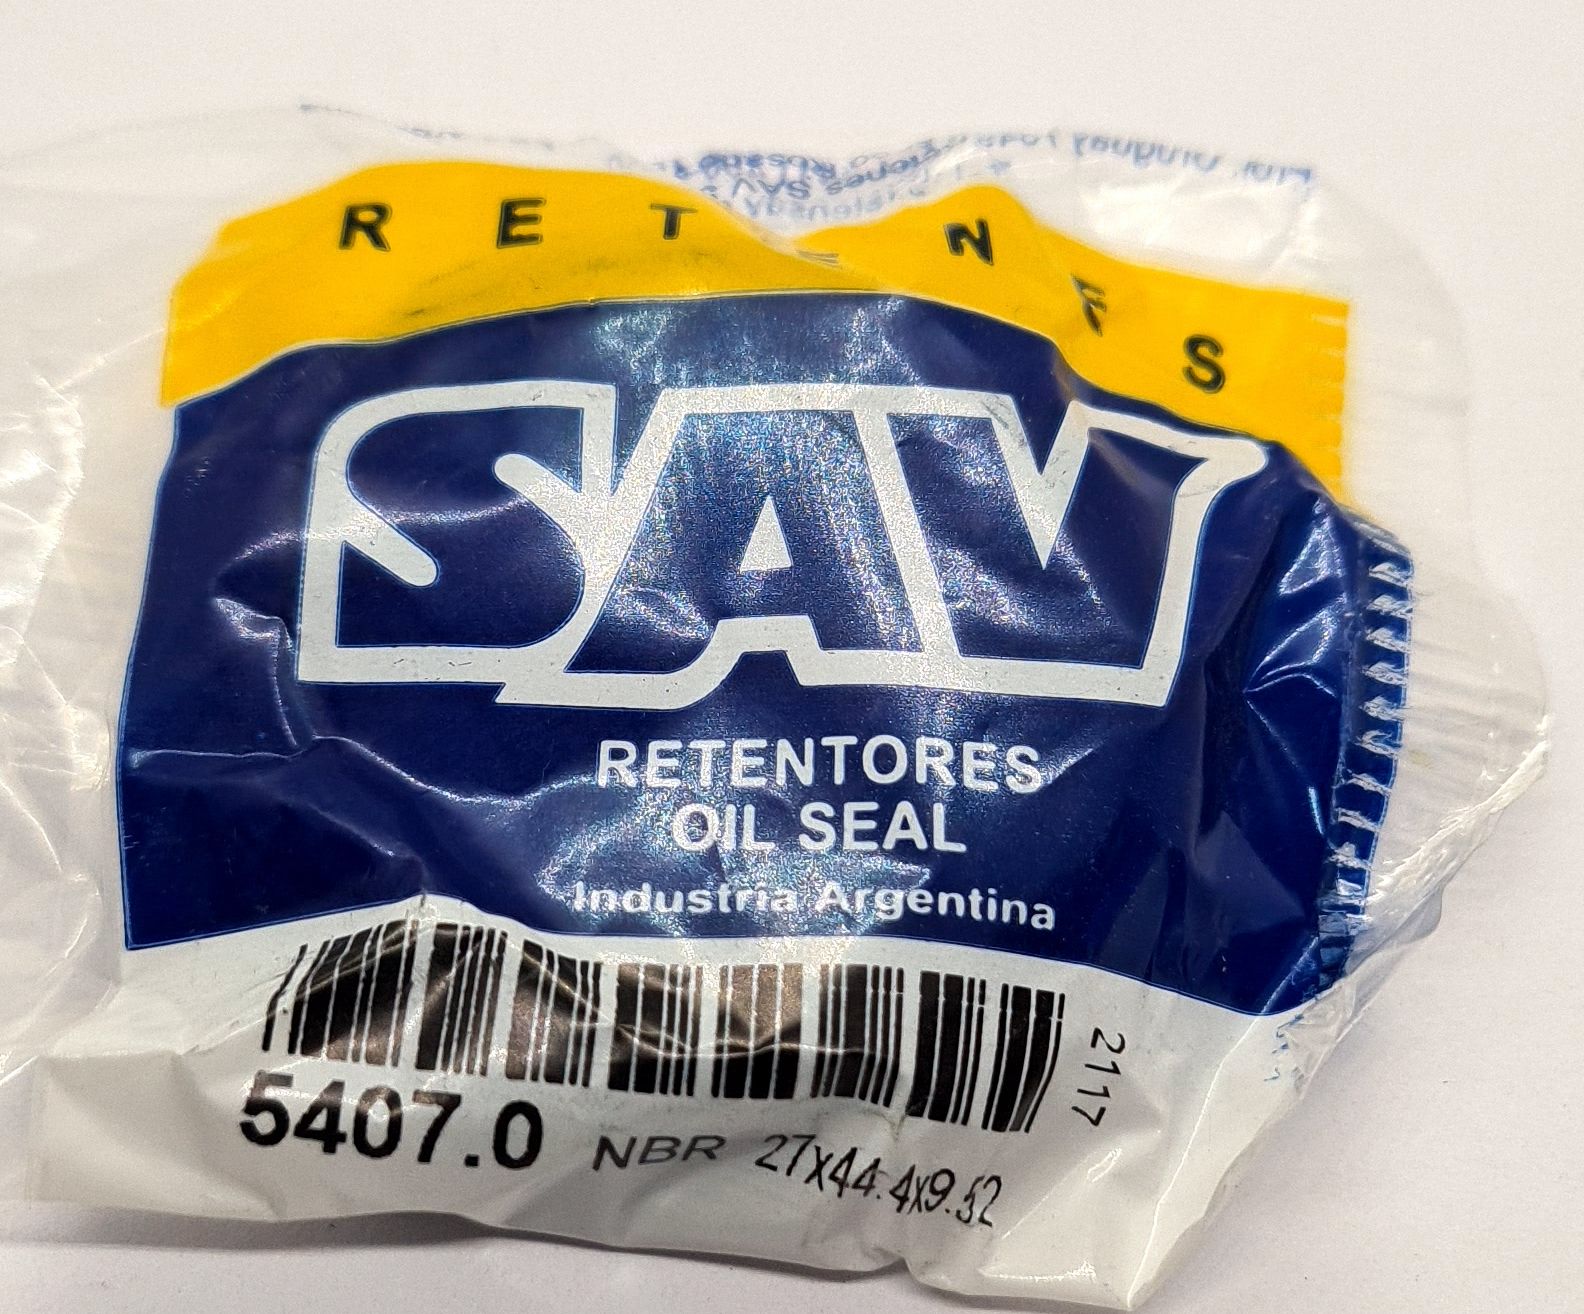 RETENES
SAV
RETENTORES
OIL SEAL
Industria Argentina
2117
5407.0 NBR 27x44.4x9.52